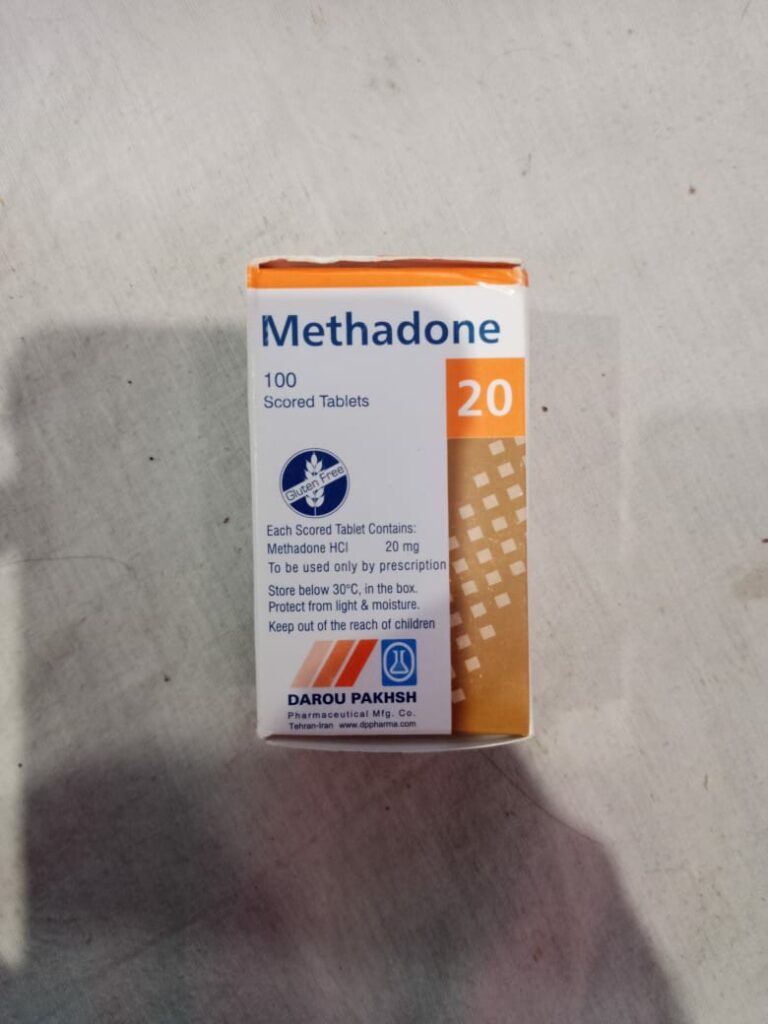 Methadone
100
Scored Tablets
20
Gluten Free
Each Scored Tablet Contains:
Methadone HCl 20 mg
To be used only by prescription
Store below 30°C, in the box.
Protect from light & moisture.
Keep out of the reach of children
DAROU PAKHSH
Pharmaceutical Mfg. Co.
Tehran-Iran www.dppharma.com